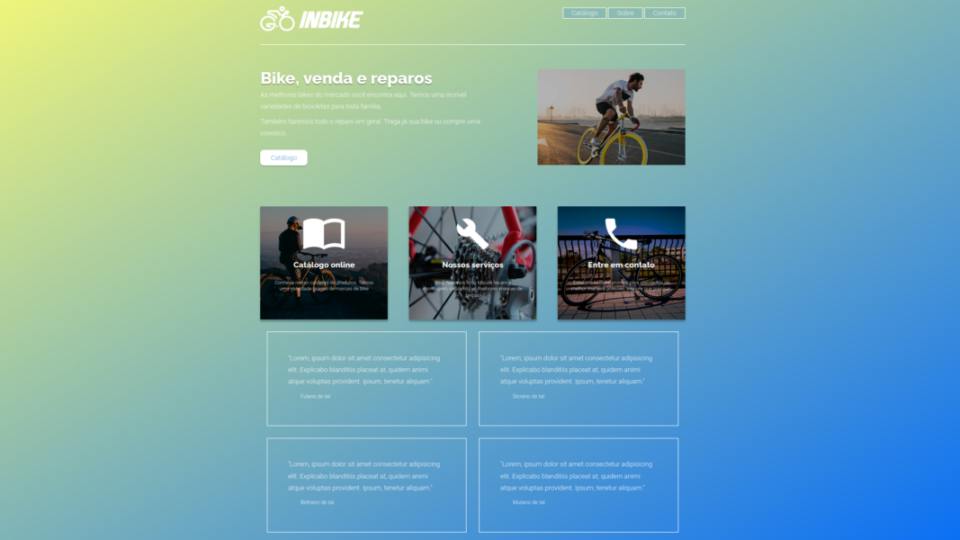 INBIKE
Catálogo Sobre Contato
Bike, venda e reparos
As melhores bikes do mercado você encontra aqui. Temos uma incrível
variedades de bicicletas para toda família.
Também fazemos todo o reparo em geral. Traga já sua bike ou compre uma
conosco.
Catálogo
Catálogo online
Nossos serviços
Entre em contato
"Lorem, ipsum dolor sit amet consectetur adipisicing
elit. Explicabo blanditiis placeat at, quidem animi
atque voluptas provident. Ipsum, tenetur aliquam."
Fulano de tal
"Lorem, ipsum dolor sit amet consectetur adipisicing
elit. Explicabo blanditiis placeat at, quidem animi
atque voluptas provident. Ipsum, tenetur aliquam."
Siclano de tal
"Lorem, ipsum dolor sit amet consectetur adipisicing
elit. Explicabo blanditiis placeat at, quidem animi
atque voluptas provident. Ipsum, tenetur aliquam."
Beltrano de tal
"Lorem, ipsum dolor sit amet consectetur adipisicing
elit. Explicabo blanditiis placeat at, quidem animi
atque voluptas provident. Ipsum, tenetur aliquam."
de tal